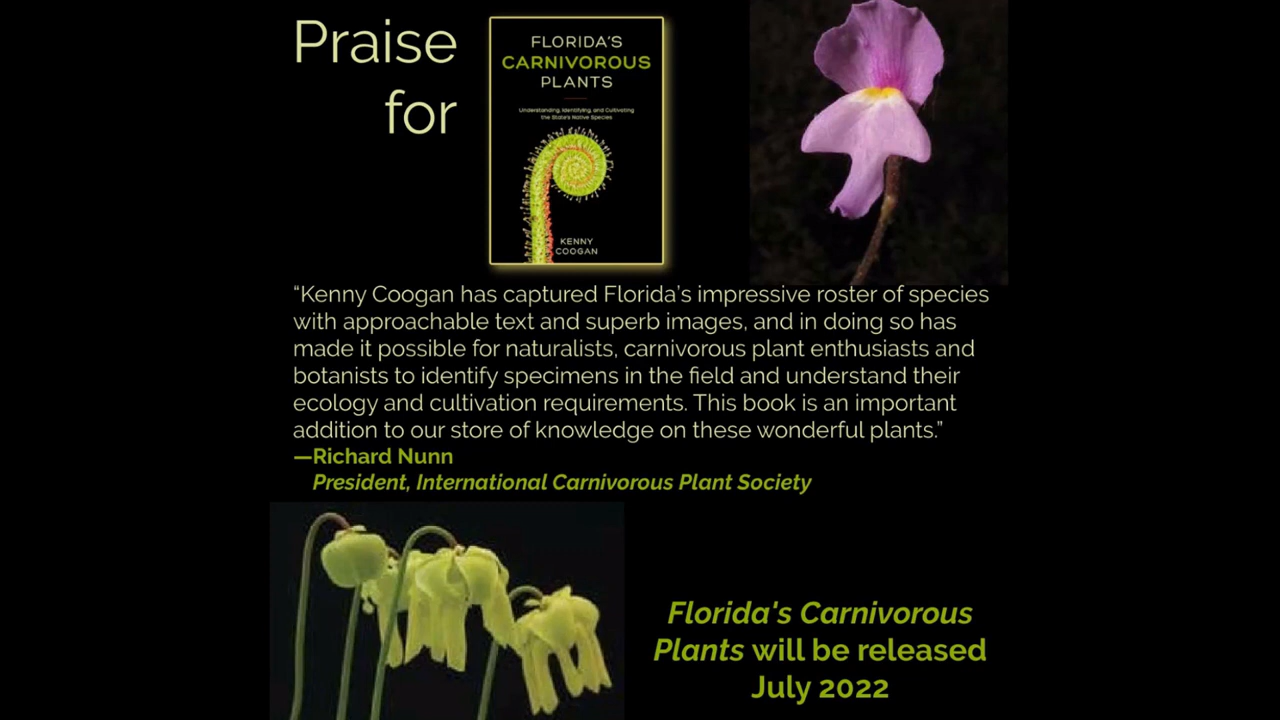 Praise
for
FLORIDA'S
CARNIVOROUS
PLANTS
Understanding, Identifying, and Cultivating
the State's Native Species
KENNY
COOGAN
“Kenny Coogan has captured Florida's impressive roster of species
with approachable text and superb images, and in doing so has
made it possible for naturalists, carnivorous plant enthusiasts and
botanists to identify specimens in the field and understand their
ecology and cultivation requirements. This book is an important
addition to our store of knowledge on these wonderful plants.”
—Richard Nunn
President, International Carnivorous Plant Society
Florida's Carnivorous
Plants will be released
July 2022